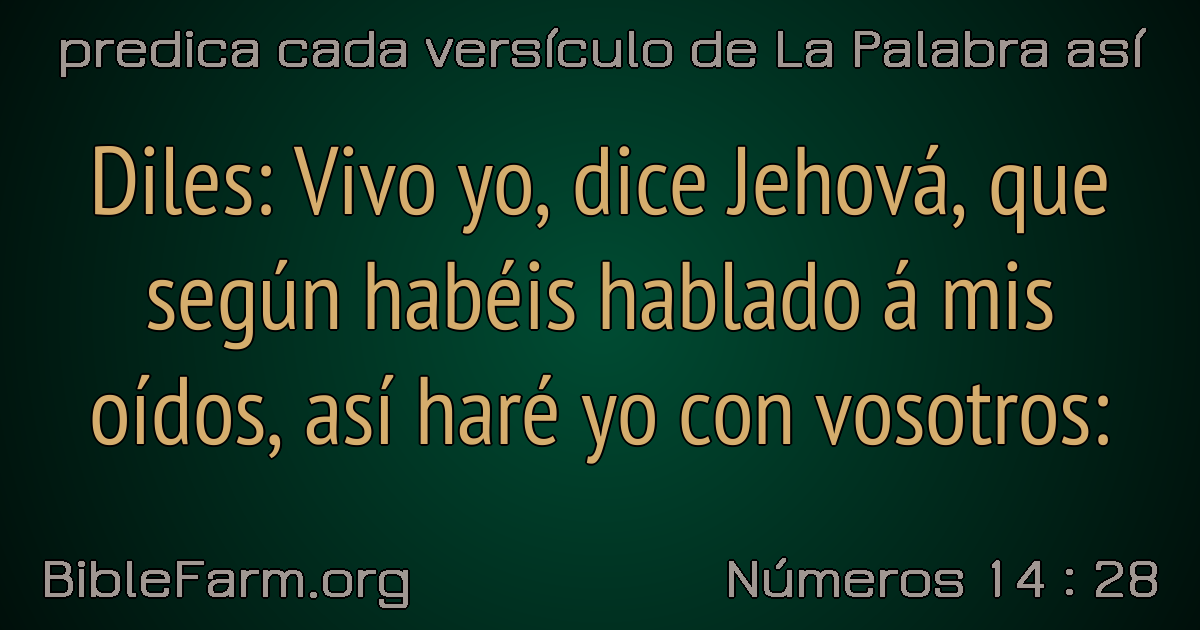 predica cada versículo de La Palabra así
Diles: Vivo yo, dice Jehová, que
según habéis hablado á mis
oídos, así haré yo con vosotros:
BibleFarm.org
Números 14 : 28